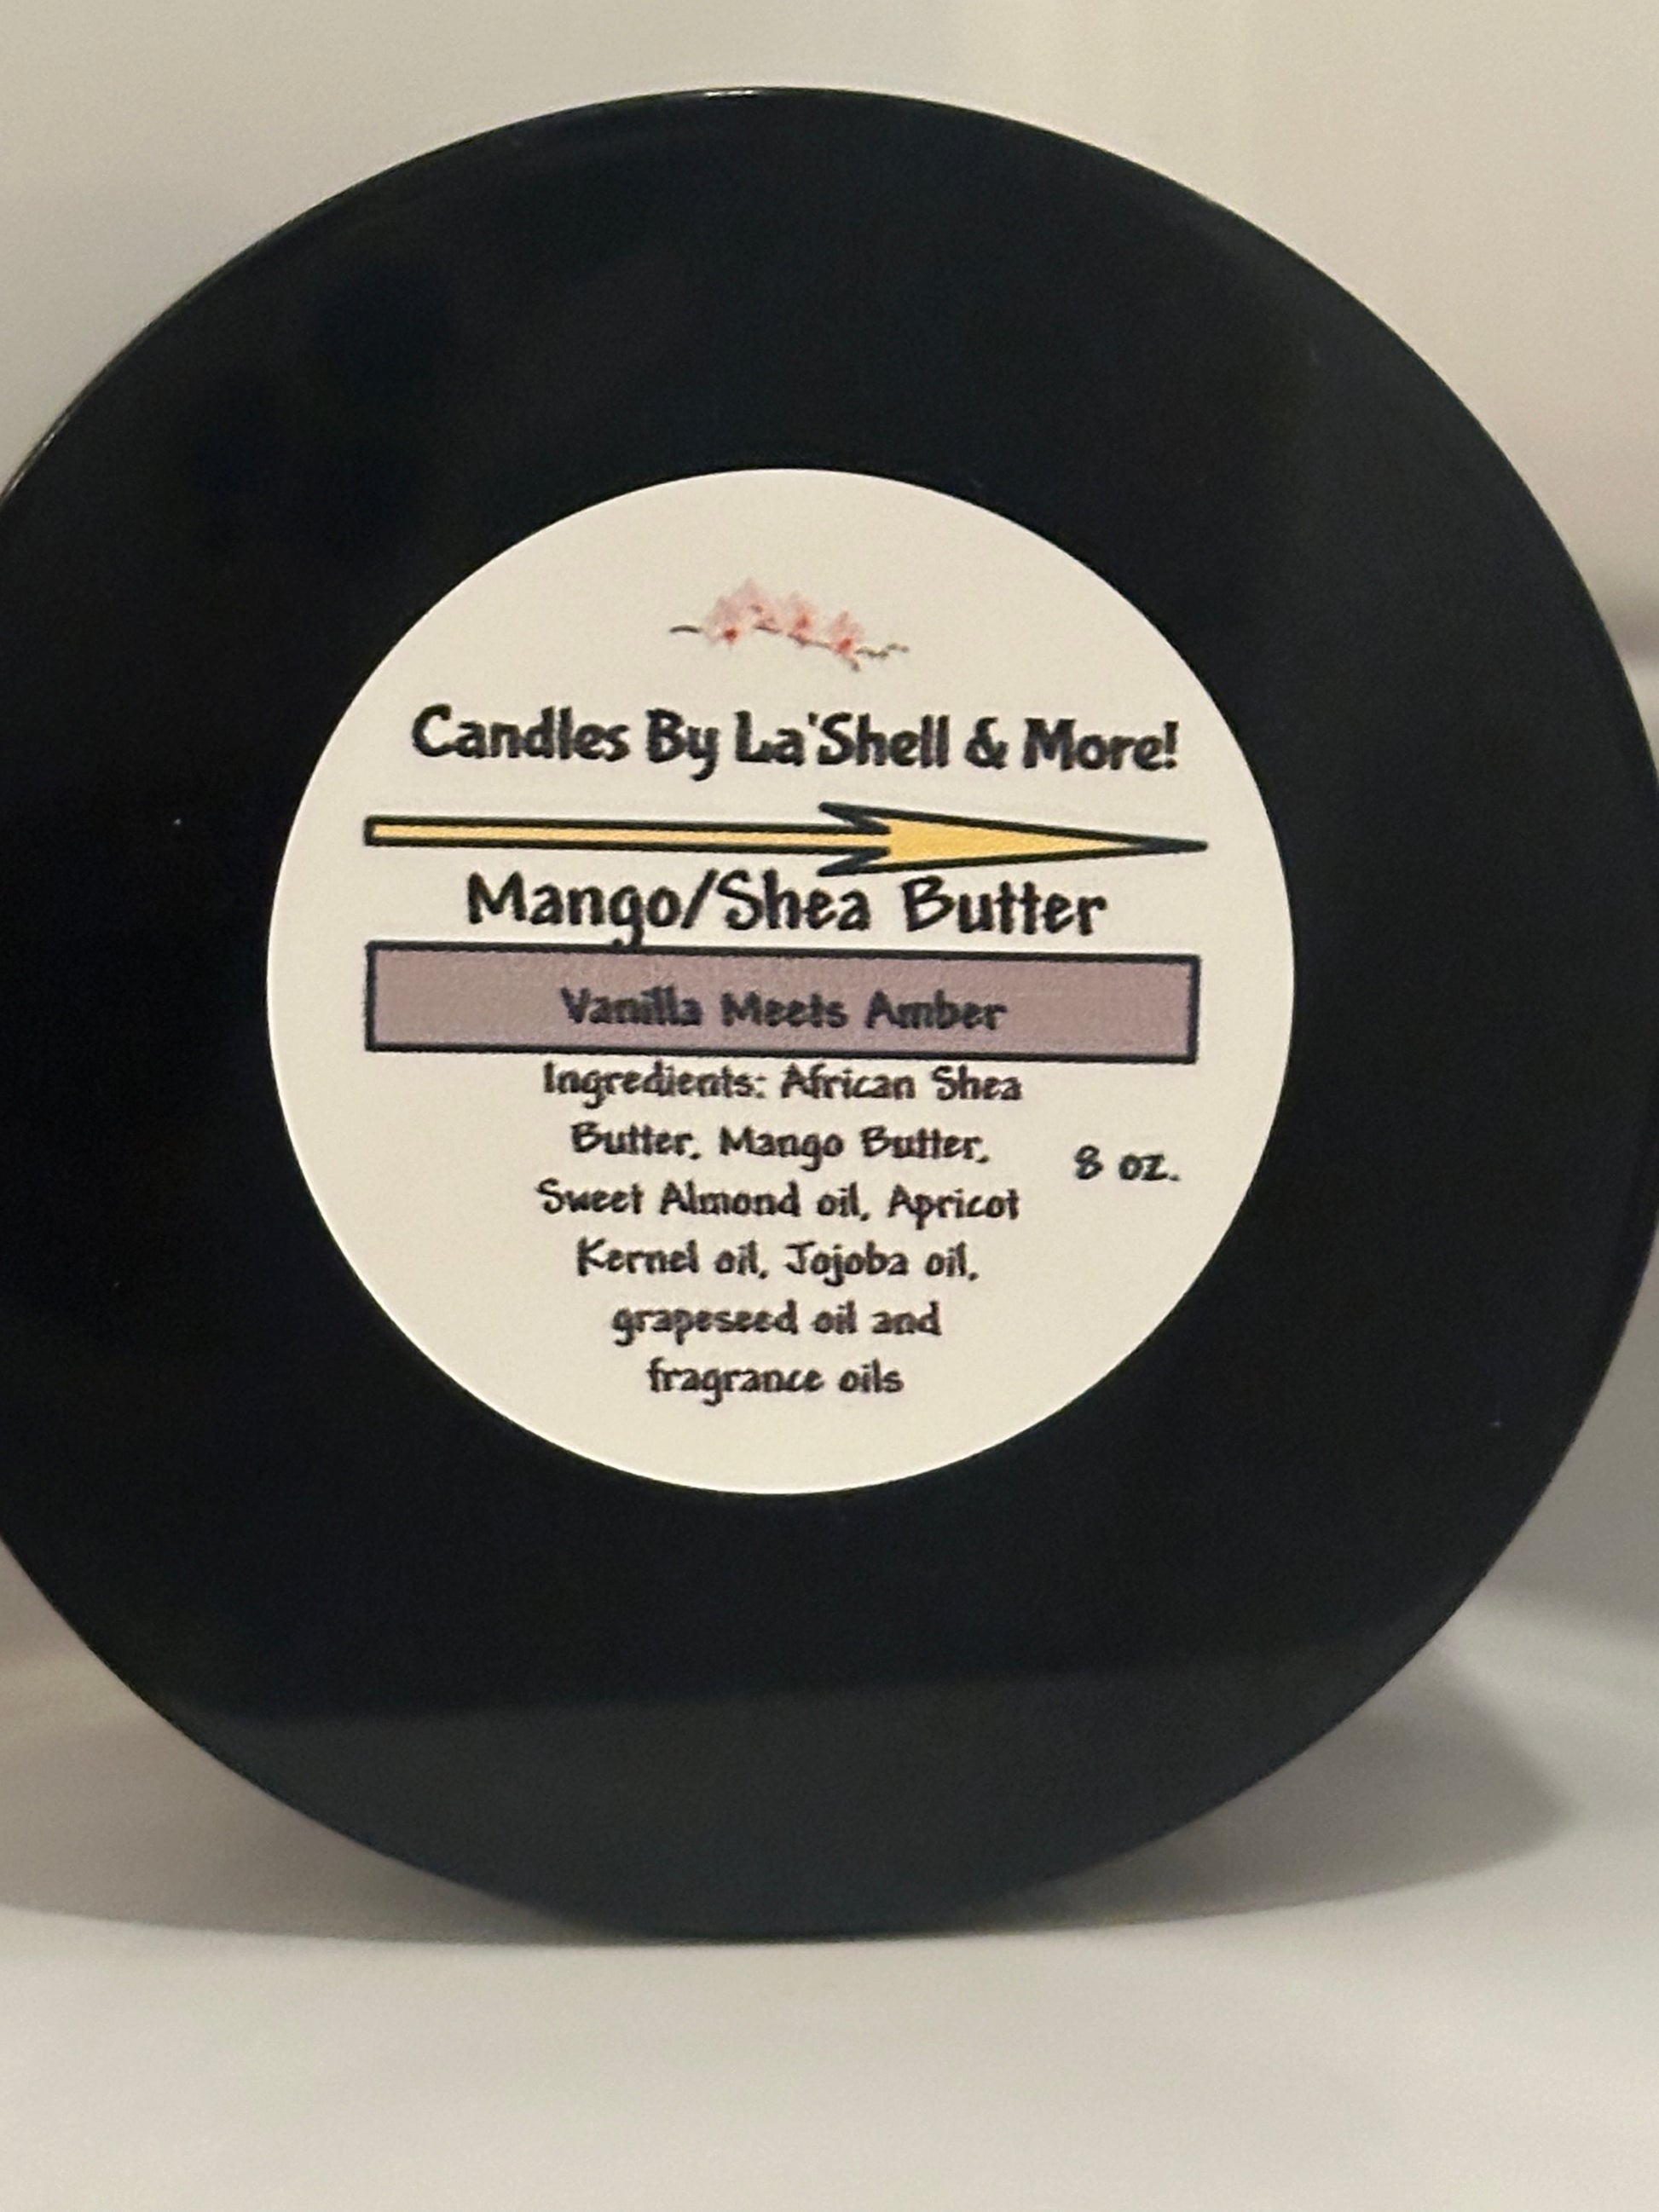 Candles By La'Shell & More!
Mango/Shea Butter
Vanilla Meets Amber
Ingredients: African Shea
Butter, Mango Butter,
8 oz.
Sweet Almond oil, Apricot
Kernel oil, Jojoba oil,
grapeseed oil and
fragrance oils